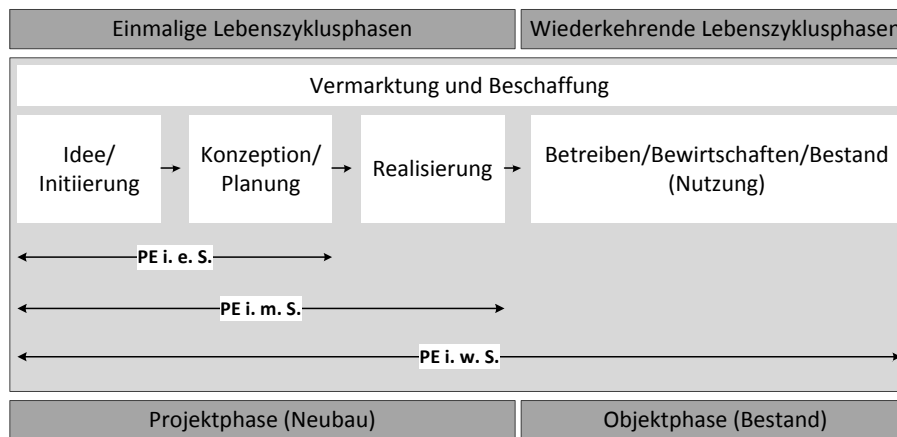 Einmalige Lebenszyklusphasen
Wiederkehrende Lebenszyklusphasen
Vermarktung und Beschaffung
Idee/
Initiierung
Konzeption/
Planung
Realisierung
Betreiben/Bewirtschaften/Bestand
(Nutzung)
PE i. e. S.
PE i. m. S.
PE i. w. S.
Projektphase (Neubau)
Objektphase (Bestand)